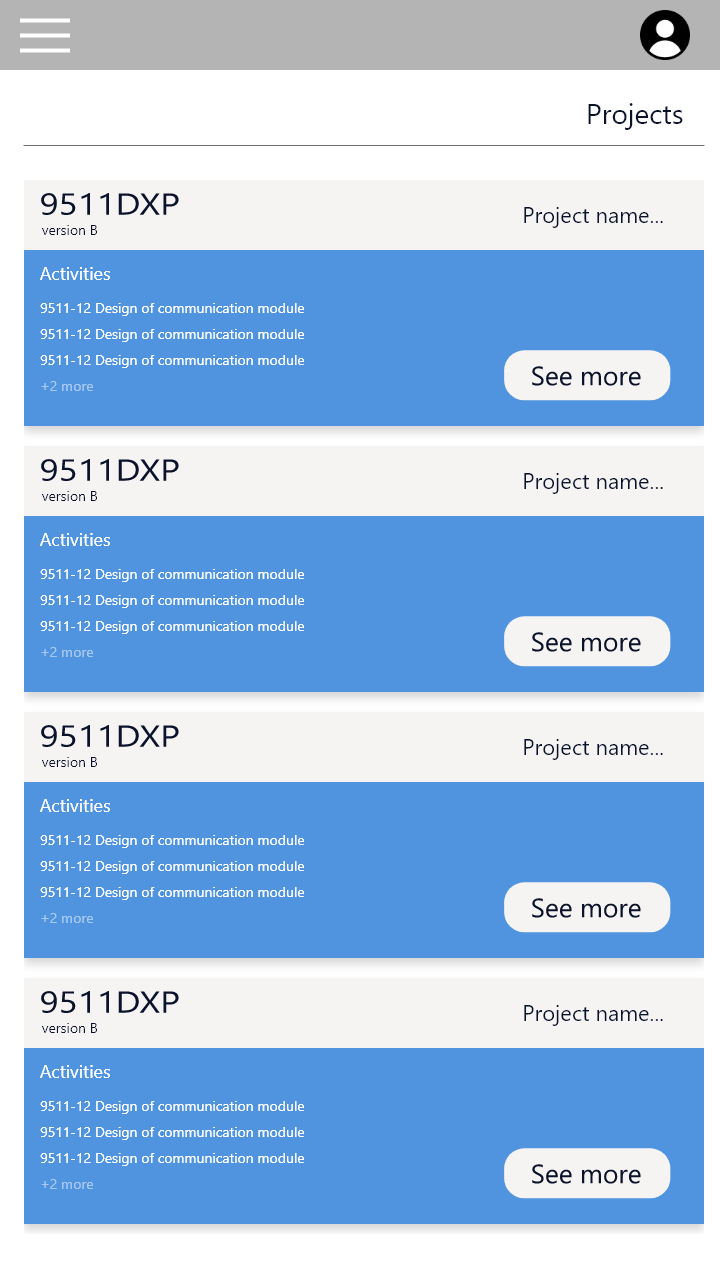 Projects
9511DXP
version B
Project name...
Activities
9511-12 Design of communication module
9511-12 Design of communication module
9511-12 Design of communication module
+2 more
See more
9511DXP
version B
Project name...
Activities
9511-12 Design of communication module
9511-12 Design of communication module
9511-12 Design of communication module
+2 more
See more
9511DXP
version B
Project name...
Activities
9511-12 Design of communication module
9511-12 Design of communication module
9511-12 Design of communication module
+2 more
See more
9511DXP
version B
Project name...
Activities
9511-12 Design of communication module
9511-12 Design of communication module
9511-12 Design of communication module
+2 more
See more